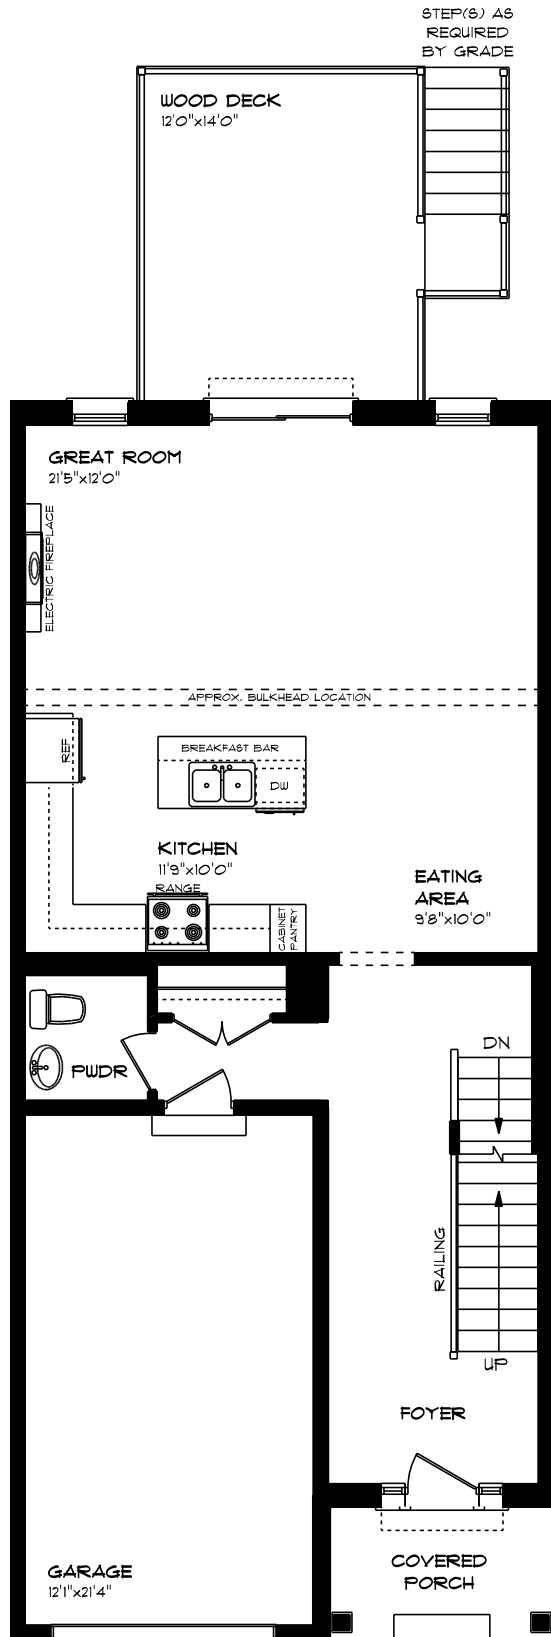 STEP(S) AS
REQUIRED
BY GRADE
WOOD DECK
12'0"x14'0"
GREAT ROOM
21'5"x12'0"
ELECTRIC FIREPLACE
APPROX. BULKHEAD LOCATION
REF
BREAKFAST BAR
DW
KITCHEN
11'9"x10'0"
RANGE
CABINET
PANTRY
EATING
AREA
9'8"x10'0"
PWDR
DN
RAILING
UP
FOYER
GARAGE
12'1"x21'4"
COVERED
PORCH